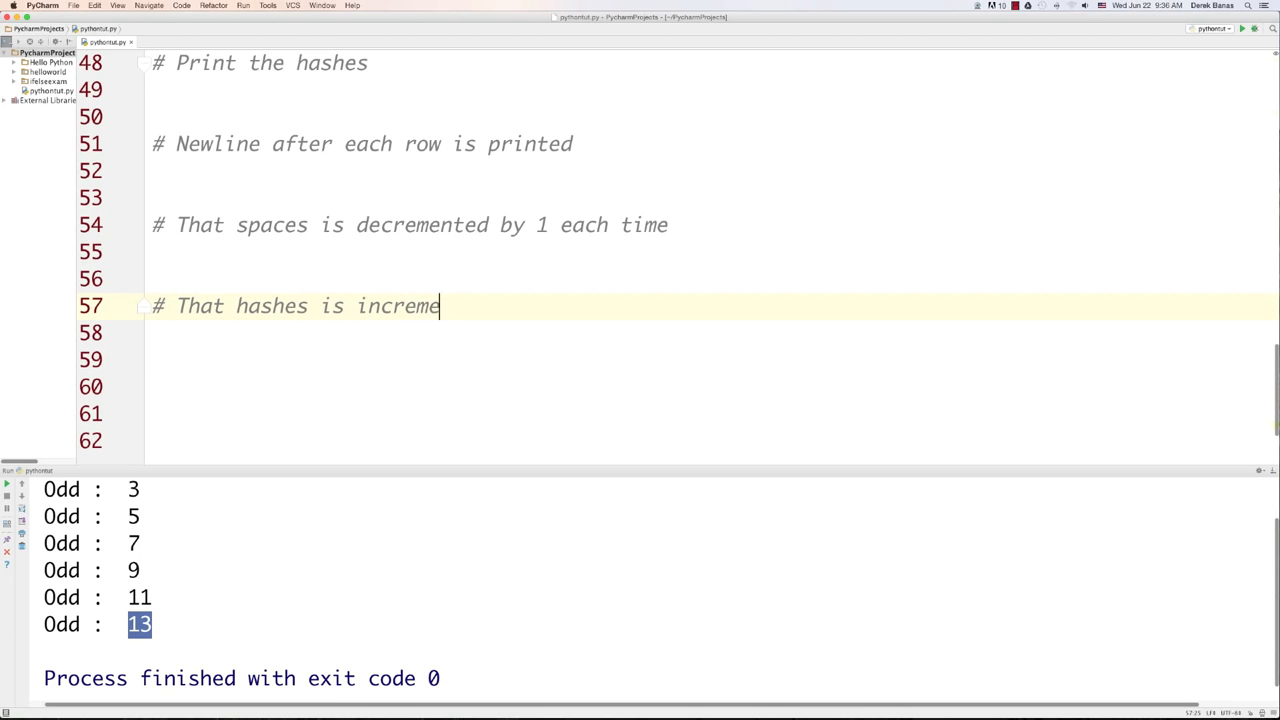 PyCharm File Edit View Navigate Code Refactor Run Tools VCS Window Help 10 Wed Jun 22 9:36 AM Derek Banas
pythontut.py - PycharmProjects - [~/PycharmProjects]
PycharmProjects pythontut.py pythontut
pythontut.py
PycharmProject
Hello Python
helloworld
ifelseexam
pythontut.py
External Librarie
48 # Print the hashes
49
50
51 # Newline after each row is printed
52
53
54 # That spaces is decremented by 1 each time
55
56
57 # That hashes is increme
58
59
60
61
62
Run pythontut
Odd : 3
Odd : 5
Odd : 7
Odd : 9
Odd : 11
Odd : 13
Process finished with exit code 0
57:25 LF‡ UTF-8‡